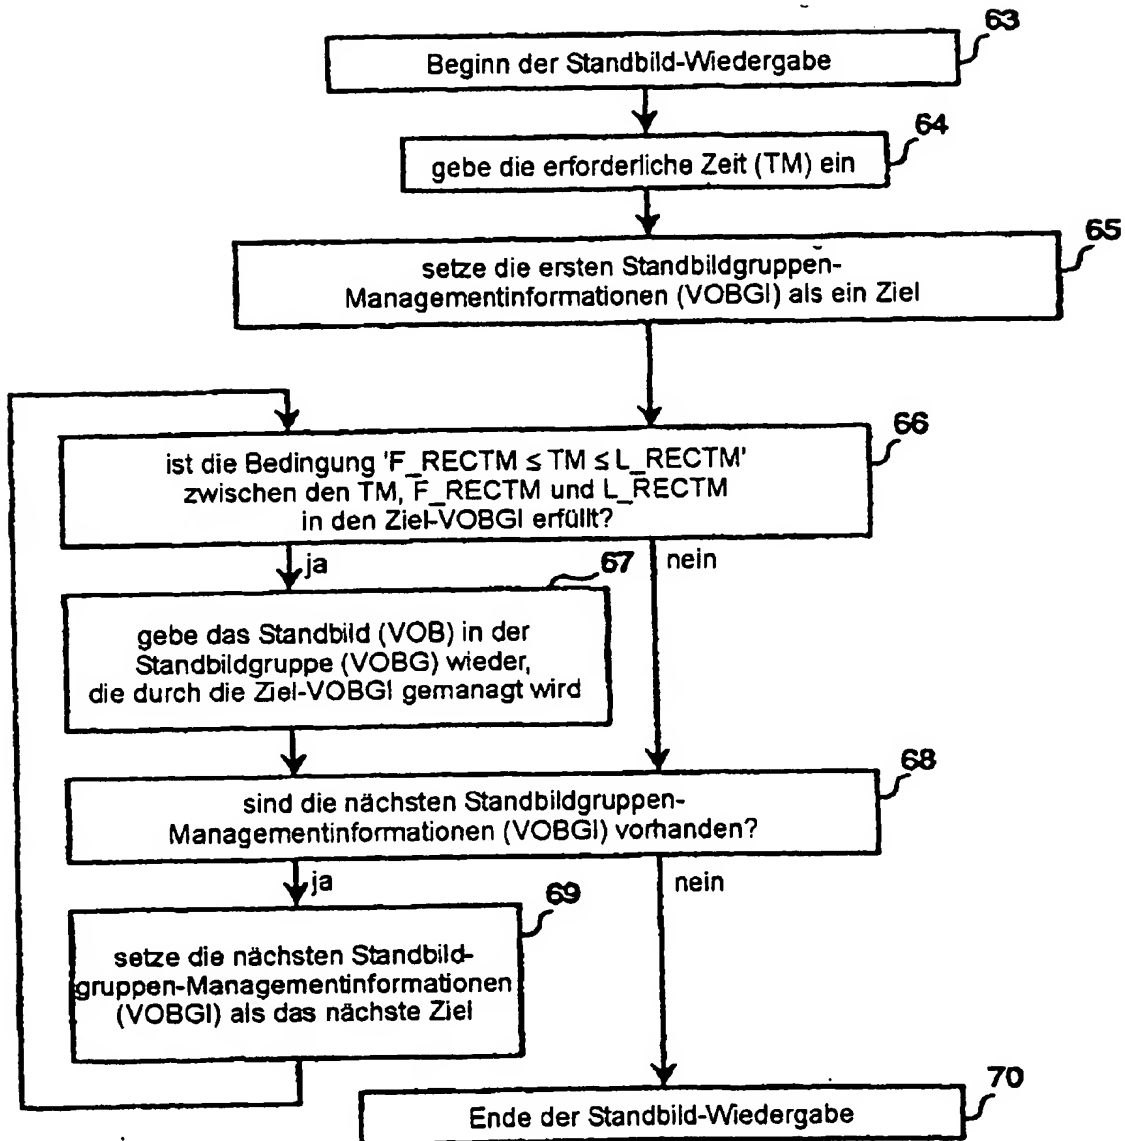 63
Beginn der Standbild-Wiedergabe
64
gebe die erforderliche Zeit (TM) ein
65
setze die ersten Standbildgruppen-
Managementinformationen (VOBGI) als ein Ziel
66
ist die Bedingung 'F_RECTM ≤ TM ≤ L_RECTM'
zwischen den TM, F_RECTM und L_RECTM
in den Ziel-VOBGI erfüllt?
ja
nein
67
gebe das Standbild (VOB) in der
Standbildgruppe (VOBG) wieder,
die durch die Ziel-VOBGI gemanagt wird
68
sind die nächsten Standbildgruppen-
Managementinformationen (VOBGI) vorhanden?
ja
nein
69
setze die nächsten Standbild-
gruppen-Managementinformationen
(VOBGI) als das nächste Ziel
70
Ende der Standbild-Wiedergabe